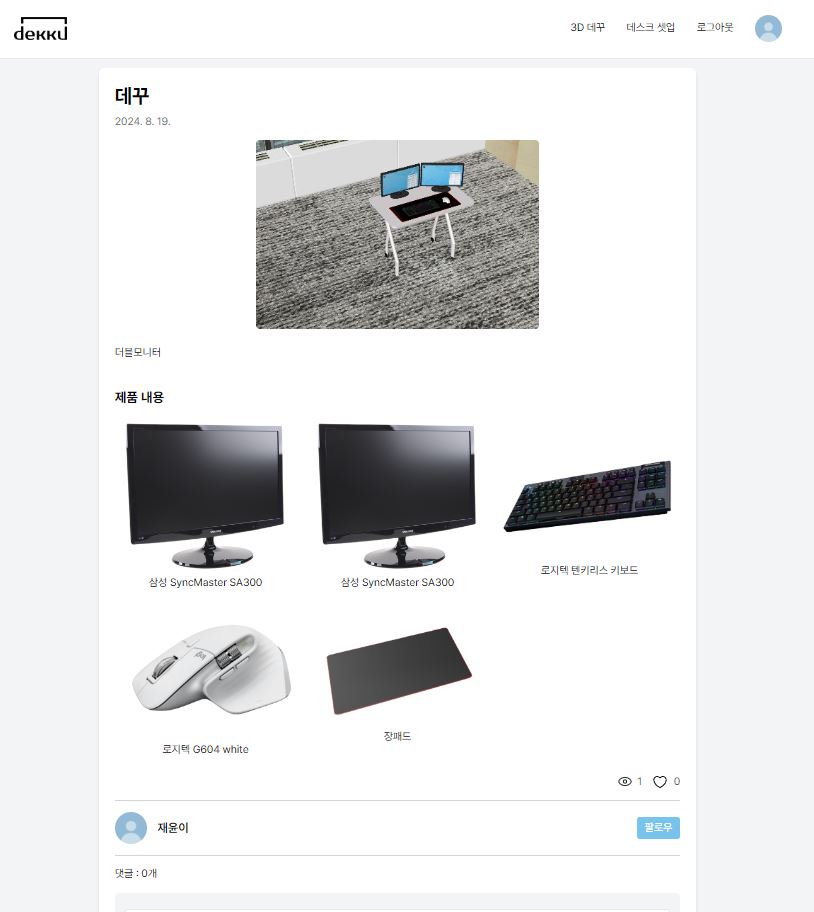 dekku
3D 데꾸 데스크 셋업 로그아웃
데꾸
2024. 8. 19.
더블모니터
제품 내용
삼성 SyncMaster SA300 삼성 SyncMaster SA300 로지텍 텐키리스 키보드
로지텍 G604 white 장패드
1 0
재윤이 팔로우
댓글 : 0개